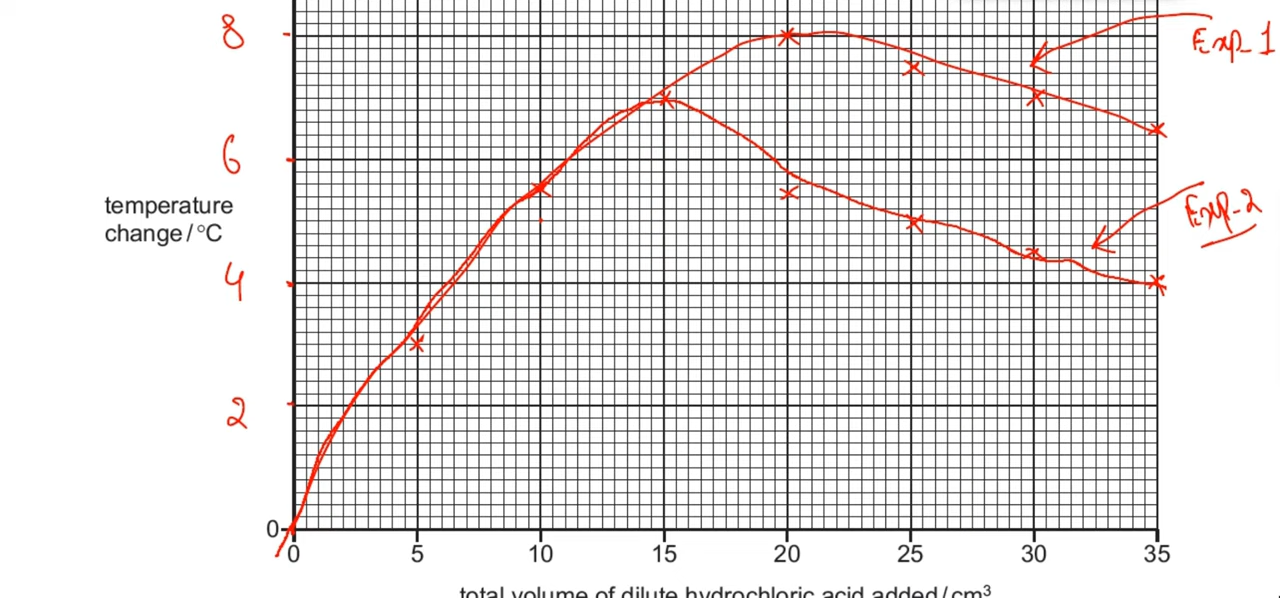 8
Exp-1
6
temperature
change / °C
Exp-2
4
2
0
0 5 10 15 20 25 30 35
total volume of dilute hydrochloric acid added / cm³